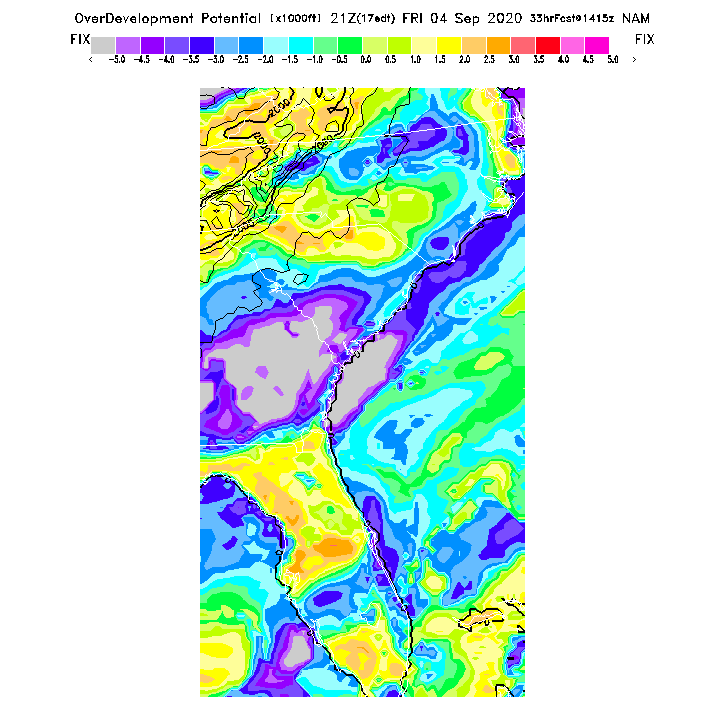 OverDevelopment Potential [x1000ft] 21Z(17edt) FRI 04 Sep 2020 33hrFcst@1415z NAM
FIX FIX
< -5.0 -4.5 -4.0 -3.5 -3.0 -2.5 -2.0 -1.5 -1.0 -0.5 0.0 0.5 1.0 1.5 2.0 2.5 3.0 3.5 4.0 4.5 5.0 >
2000
2000